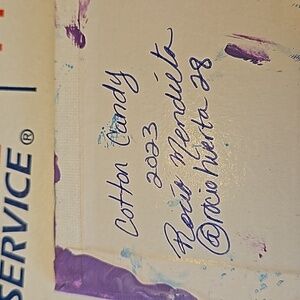 SERVICE®
Cotton Candy
2023
Rocio Mendieta
@rociohuerta28